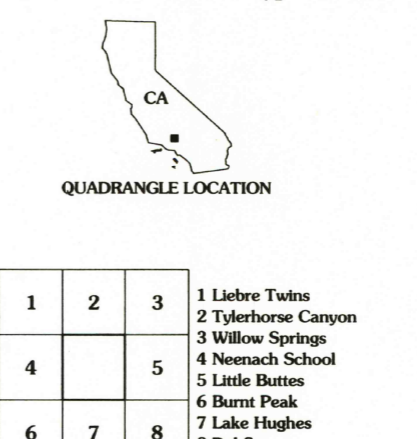 CA
QUADRANGLE LOCATION
1 2 3
4 5
6 7 8
1 Liebre Twins
2 Tylerhorse Canyon
3 Willow Springs
4 Neenach School
5 Little Buttes
6 Burnt Peak
7 Lake Hughes
8